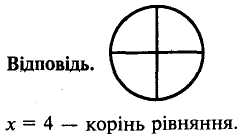 Відповідь.
x = 4 — корінь рівняння.